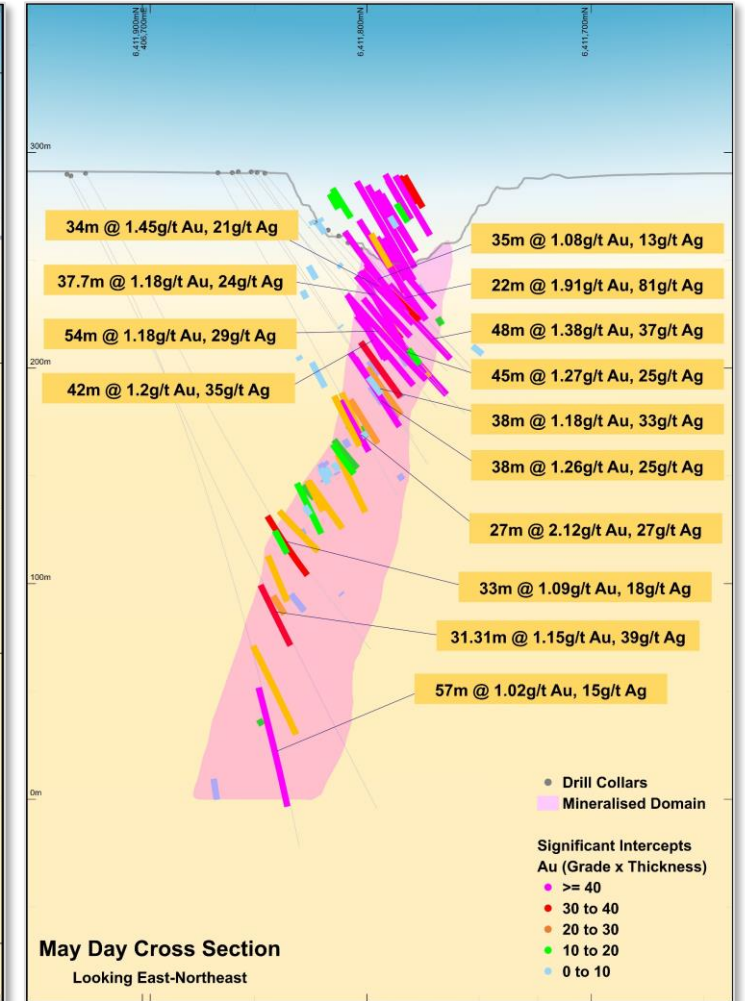 6,411,900mN
406,700mE
6,411,800mN
6,411,700mN
300m
34m @ 1.45g/t Au, 21g/t Ag
35m @ 1.08g/t Au, 13g/t Ag
37.7m @ 1.18g/t Au, 24g/t Ag
22m @ 1.91g/t Au, 81g/t Ag
54m @ 1.18g/t Au, 29g/t Ag
48m @ 1.38g/t Au, 37g/t Ag
200m
45m @ 1.27g/t Au, 25g/t Ag
42m @ 1.2g/t Au, 35g/t Ag
38m @ 1.18g/t Au, 33g/t Ag
38m @ 1.26g/t Au, 25g/t Ag
27m @ 2.12g/t Au, 27g/t Ag
100m
33m @ 1.09g/t Au, 18g/t Ag
31.31m @ 1.15g/t Au, 39g/t Ag
57m @ 1.02g/t Au, 15g/t Ag
0m
Drill Collars
Mineralised Domain
Significant Intercepts
Au (Grade x Thickness)
>= 40
30 to 40
20 to 30
10 to 20
0 to 10
May Day Cross Section
Looking East-Northeast